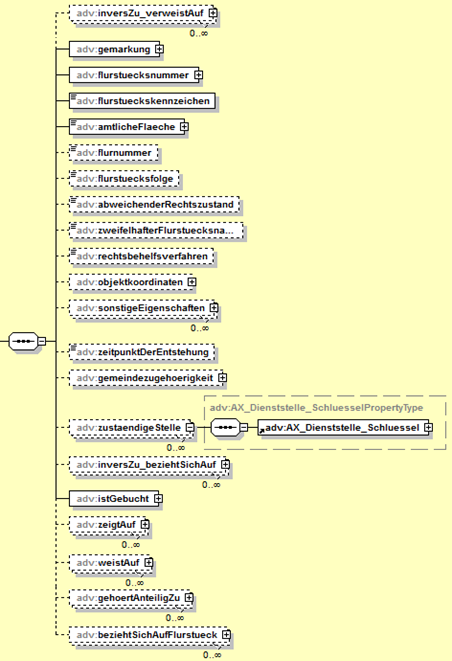 adv:inversZu_verweistAuf
0..∞
adv:gemarkung
adv:flurstuecksnummer
adv:flurstueckskennzeichen
adv:amtlicheFlaeche
adv:flurnummer
adv:flurstuecksfolge
adv:abweichenderRechtszustand
adv:zweifelhafterFlurstuecksna...
adv:rechtsbehelfsverfahren
adv:objektkoordinaten
adv:sonstigeEigenschaften
0..∞
adv:zeitpunktDerEntstehung
adv:gemeindezugehoerigkeit
adv:AX_Dienststelle_SchluesselPropertyType
adv:zustaendigeStelle
adv:AX_Dienststelle_Schluessel
0..∞
adv:inversZu_beziehtSichAuf
0..∞
adv:istGebucht
adv:zeigtAuf
0..∞
adv:weistAuf
0..∞
adv:gehoertAnteiligZu
0..∞
adv:beziehtSichAufFlurstueck
0..∞